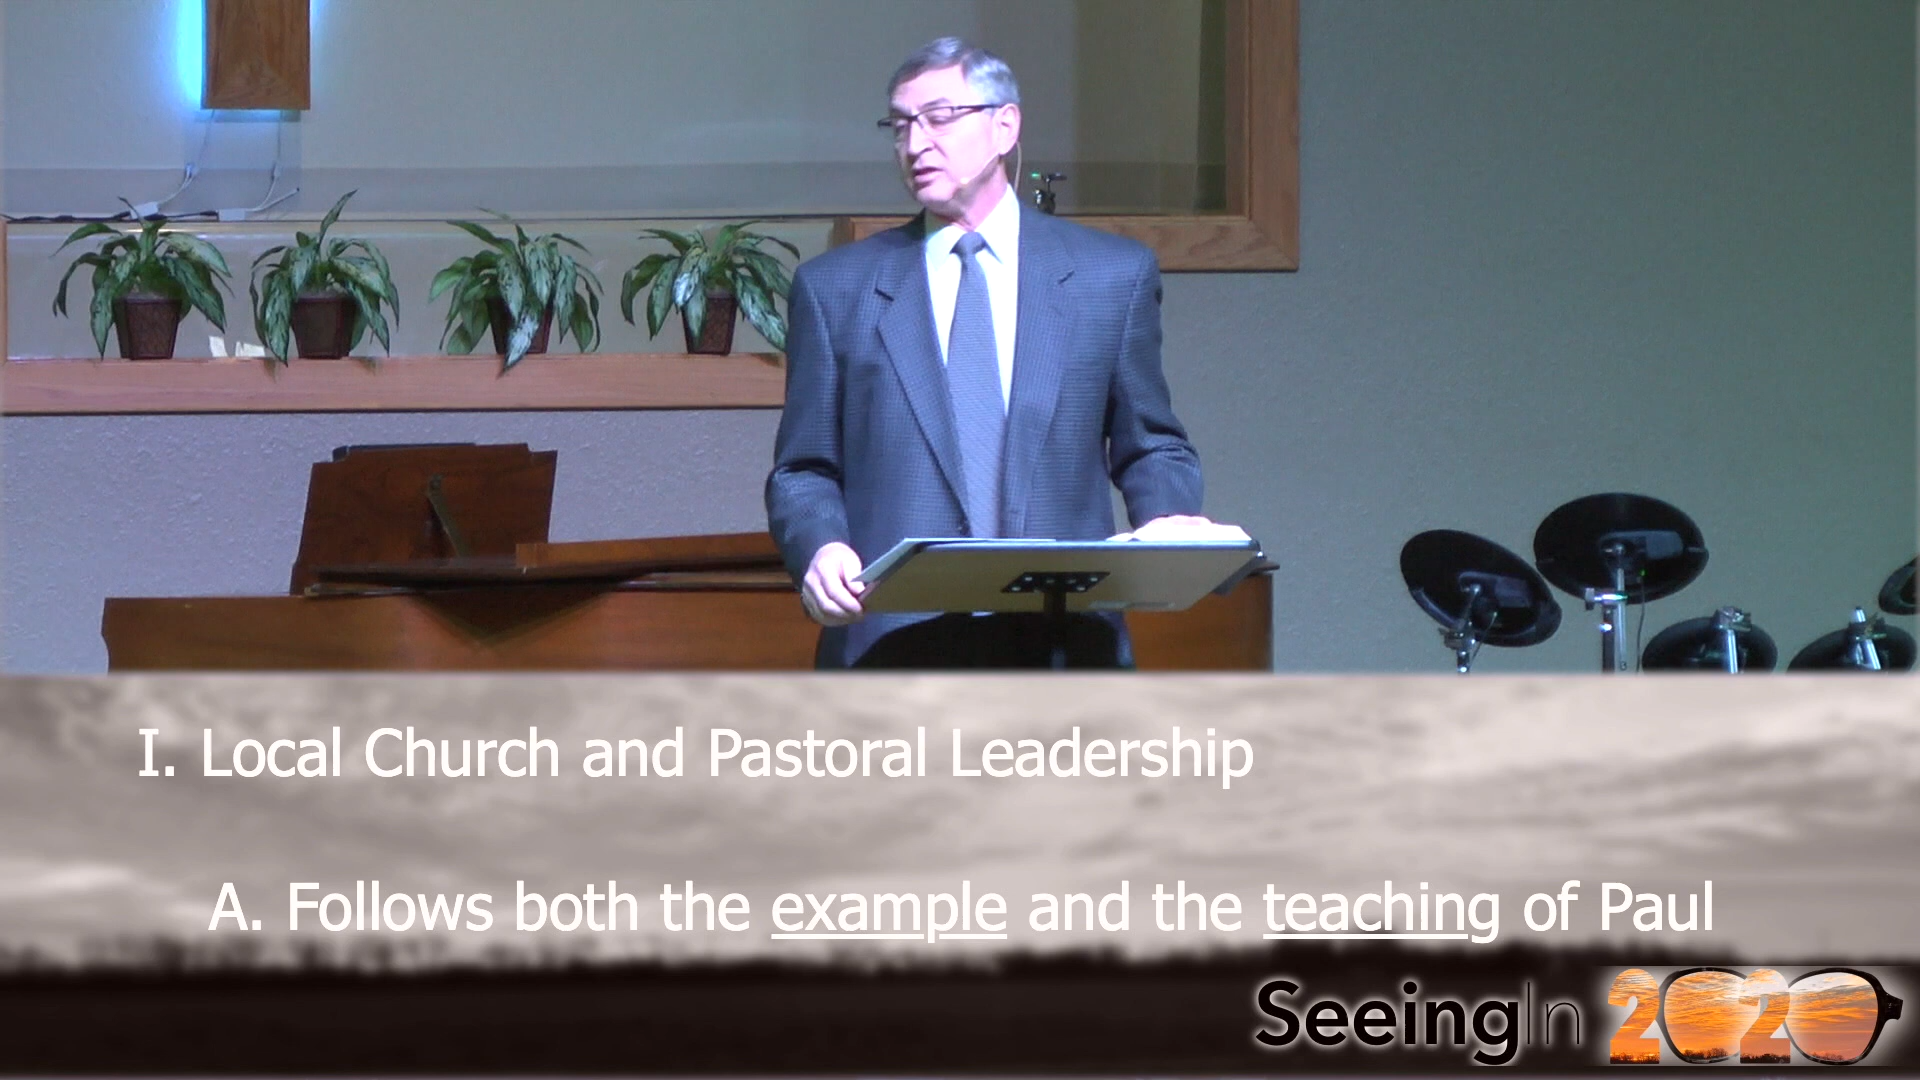 I. Local Church and Pastoral Leadership
A. Follows both the example and the teaching of Paul
SeeingIn 2020